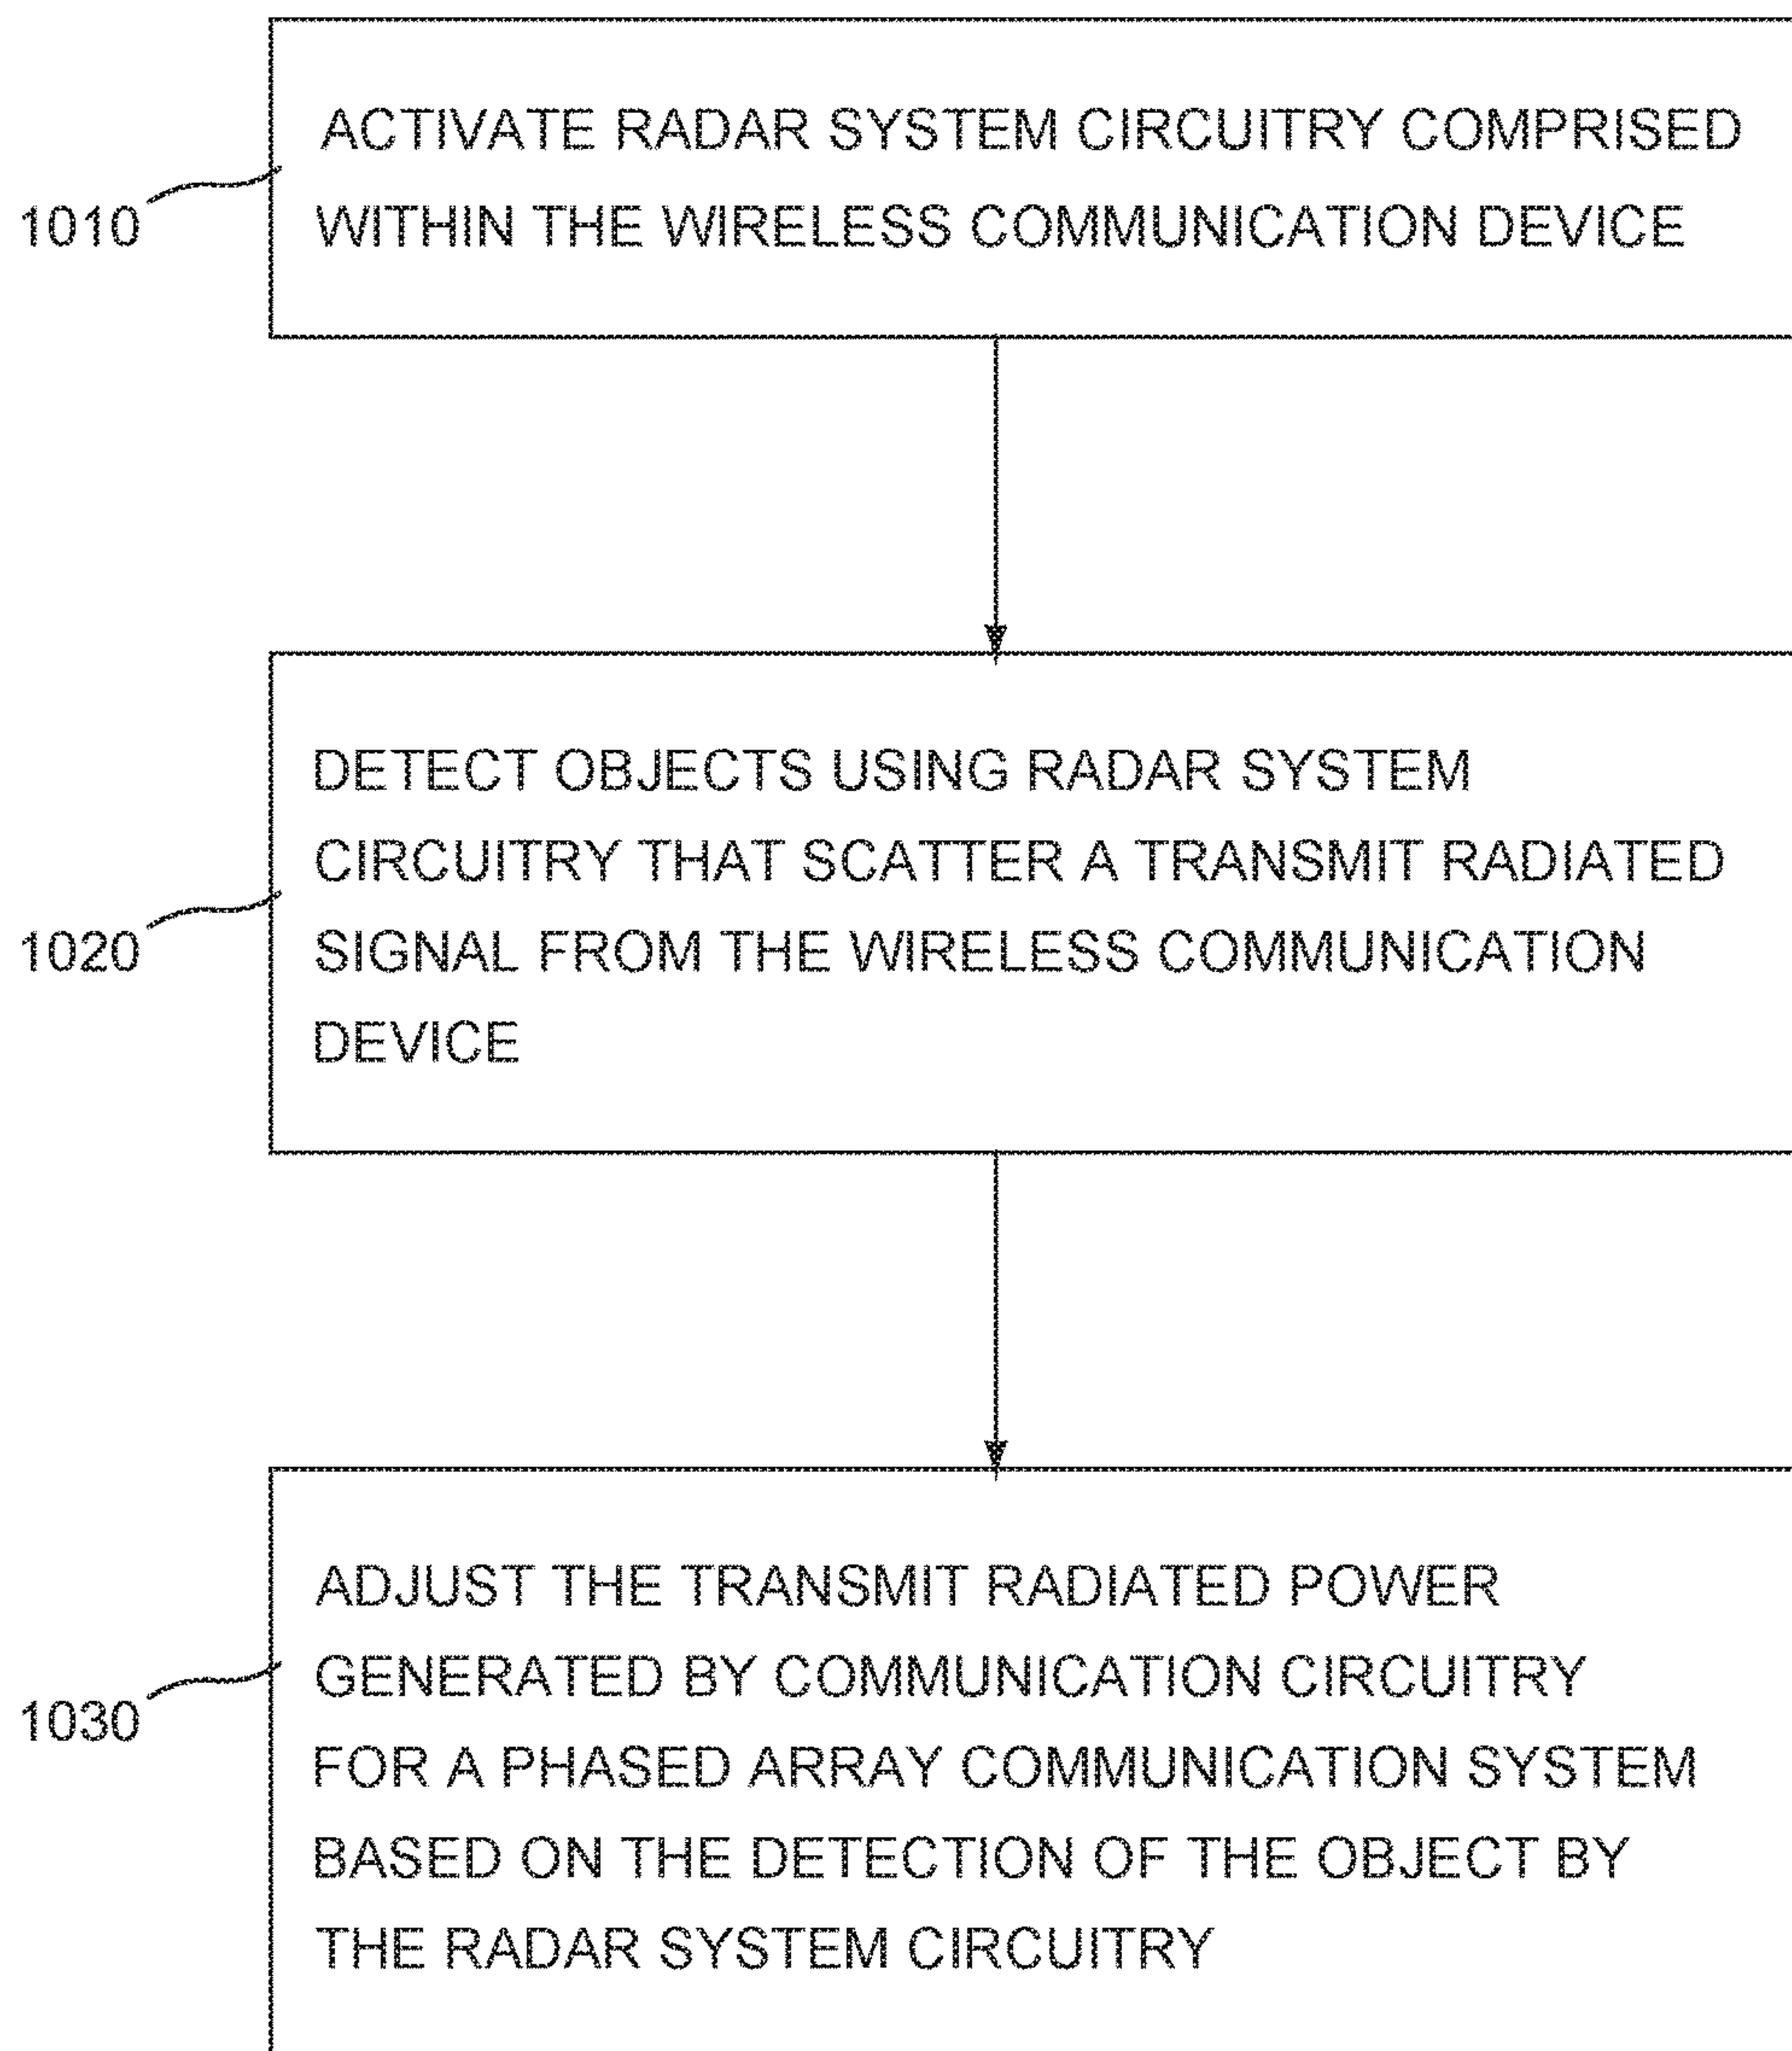 ACTIVATE RADAR SYSTEM CIRCUITRY COMPRISED
WITHIN THE WIRELESS COMMUNICATION DEVICE
1010
DETECT OBJECTS USING RADAR SYSTEM
CIRCUITRY THAT SCATTER A TRANSMIT RADIATED
SIGNAL FROM THE WIRELESS COMMUNICATION
DEVICE
1020
ADJUST THE TRANSMIT RADIATED POWER
GENERATED BY COMMUNICATION CIRCUITRY
FOR A PHASED ARRAY COMMUNICATION SYSTEM
BASED ON THE DETECTION OF THE OBJECT BY
THE RADAR SYSTEM CIRCUITRY
1030